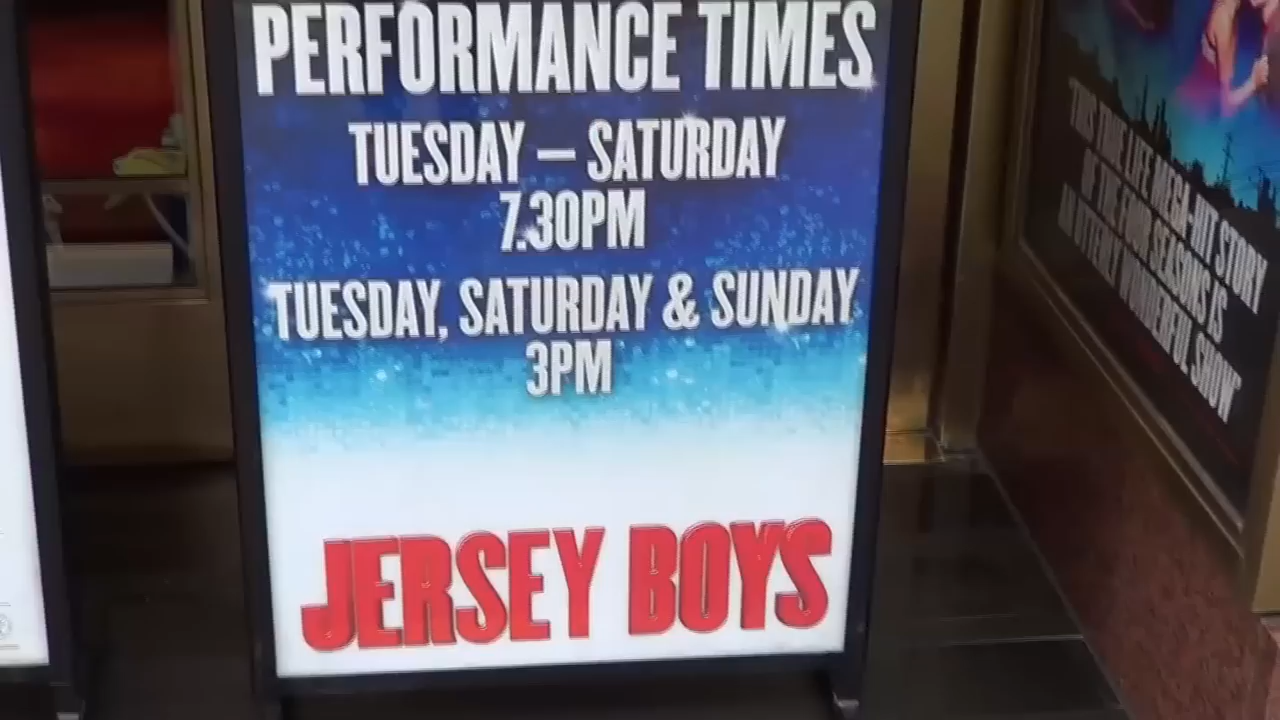 PERFORMANCE TIMES
TUESDAY – SATURDAY
7.30PM
TUESDAY, SATURDAY & SUNDAY
3PM
JERSEY BOYS
THIS TRUE LIFE MEGA-HIT STORY
OF THE FOUR SEASONS IS
AN UTTERLY WONDERFUL SHOW